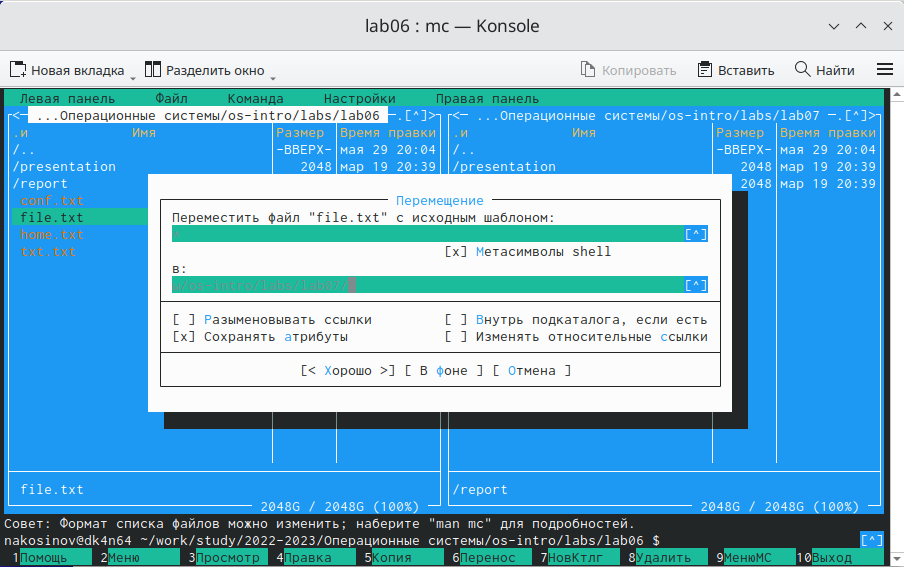 lab06 : mc — Konsole
Новая вкладка Разделить окно Копировать Вставить Найти
Левая панель Файл Команда Настройки Правая панель
<— ...Операционные системы/os-intro/labs/lab06 —.[^]> <— ...Операционные системы/os-intro/labs/lab07 —.[^]>
.и Имя Размер Время правки .и Имя Размер Время правки
/.. -ВВЕРХ- мая 29 20:04 /.. -ВВЕРХ- мая 29 20:04
/presentation 2048 мар 19 20:39 /presentation 2048 мар 19 20:39
/report 2048 мар 19 20:39
conf.txt
file.txt
home.txt
txt.txt
Перемещение
Переместить файл "file.txt" с исходным шаблоном:
[^]
[x] Метасимволы shell
в:
/os-intro/labs/lab07/ [^]
[ ] Разыменовывать ссылки [ ] Внутрь подкаталога, если есть
[x] Сохранять атрибуты [ ] Изменять относительные ссылки
[< Хорошо >] [ В фоне ] [ Отмена ]
file.txt /report
2048G / 2048G (100%) 2048G / 2048G (100%)
Совет: Формат списка файлов можно изменить; наберите "man mc" для подробностей.
nakosinov@dk4n64 ~/work/study/2022-2023/Операционные системы/os-intro/labs/lab06 $ [^]
1Помощь 2Меню 3Просмотр 4Правка 5Копия 6Перенос 7НовКтлг 8Удалить 9МенюMC 10Выход